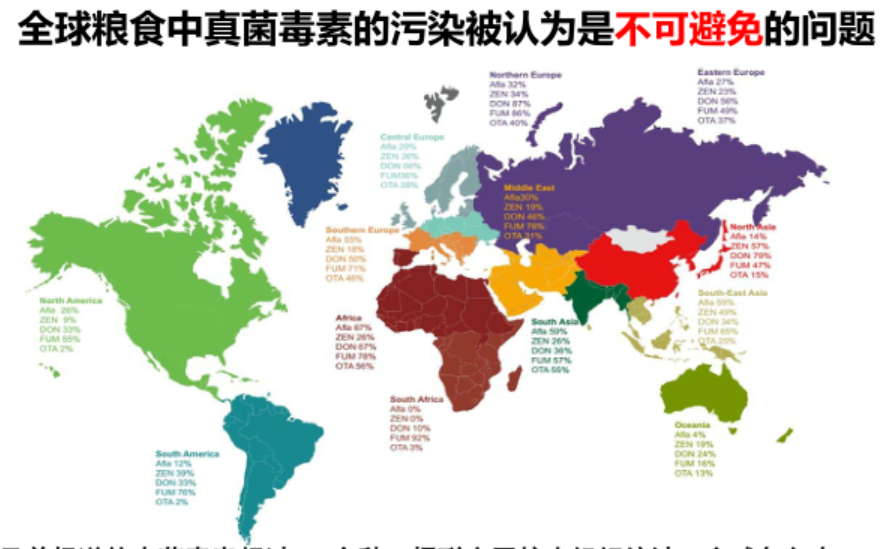 全球粮食中真菌毒素的污染被认为是不可避免的问题
Northern Europe
Afla 32%
ZEN 34%
DON 87%
FUM 86%
OTA 40%
Eastern Europe
Afla 27%
ZEN 23%
DON 56%
FUM 49%
OTA 37%
Central Europe
Afla 29%
ZEN 26%
DON 66%
FUM36%
OTA 28%
Middle East
Afla30%
ZEN 19%
DON 46%
FUM 78%
OTA 31%
Southern Europe
Afla 55%
ZEN 18%
DON 50%
FUM 71%
OTA 46%
North Asia
Afla 14%
ZEN 57%
DON 79%
FUM 47%
OTA 15%
North America
Afla 26%
ZEN 9%
DON 33%
FUM 55%
OTA 2%
South-East Asia
Afla 59%
ZEN 49%
DON 34%
FUM 65%
OTA 25%
Africa
Afla 67%
ZEN 26%
DON 67%
FUM 78%
OTA 56%
South Asia
Afla 59%
ZEN 26%
DON 36%
FUM 57%
OTA 55%
South Africa
Afla 0%
ZEN 0%
DON 10%
FUM 92%
OTA 3%
Oceania
Afla 4%
ZEN 19%
DON 24%
FUM 16%
OTA 13%
South America
Afla 12%
ZEN 39%
DON 33%
FUM 76%
OTA 2%